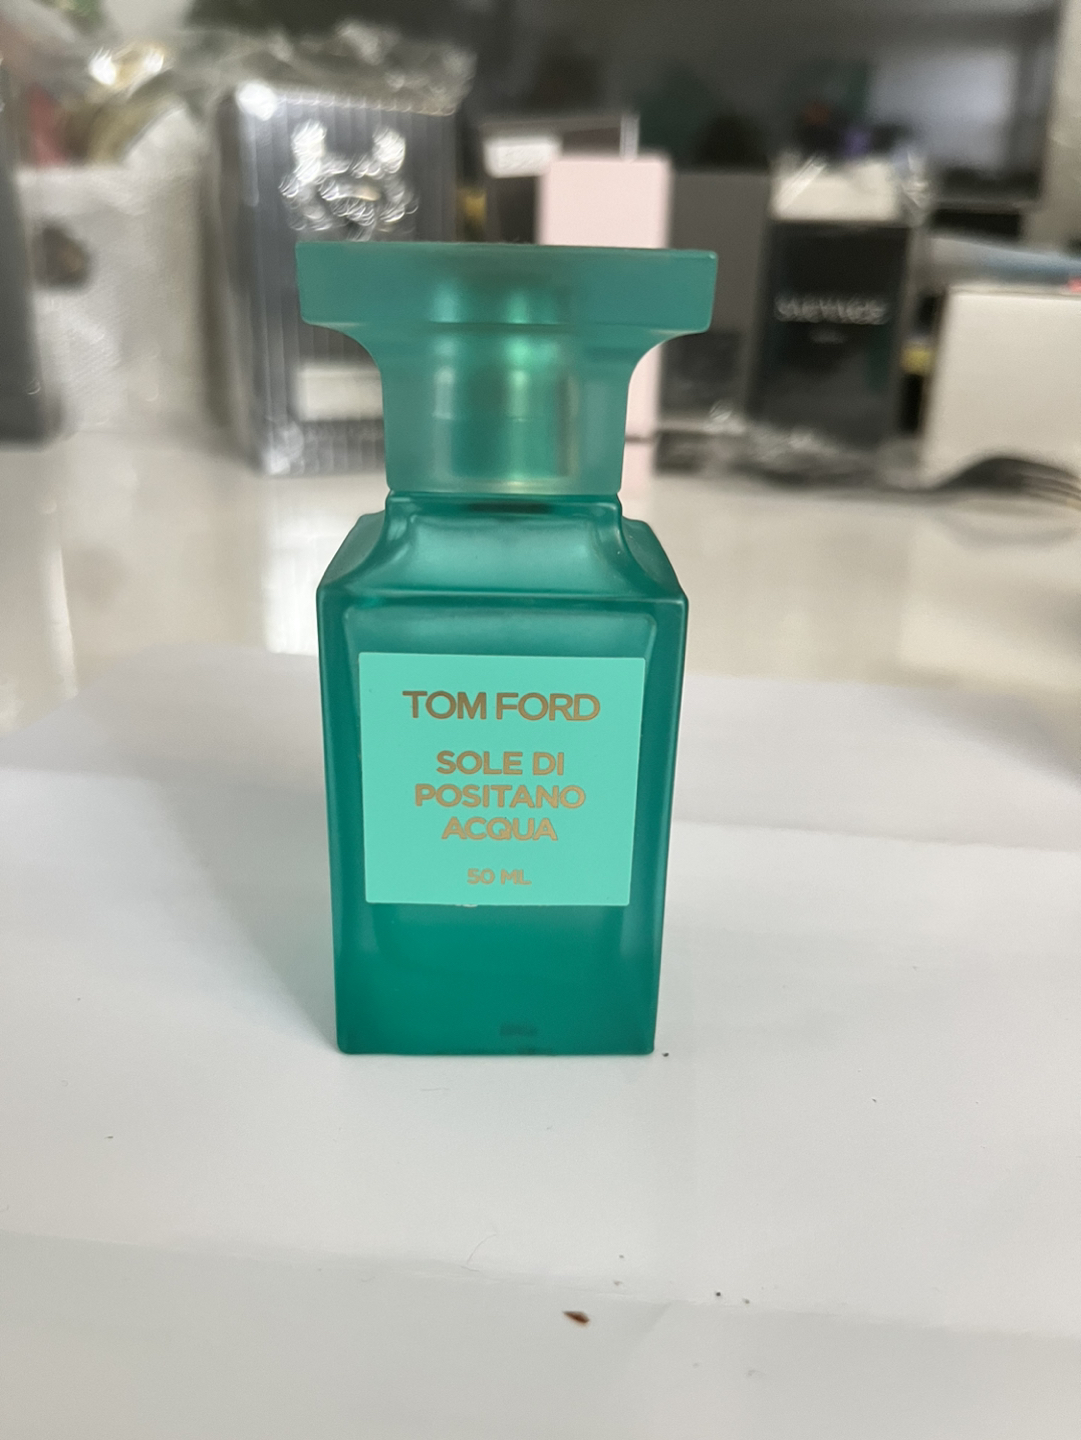 TOM FORD
SOLE DI
POSITANO
ACQUA
50 ML